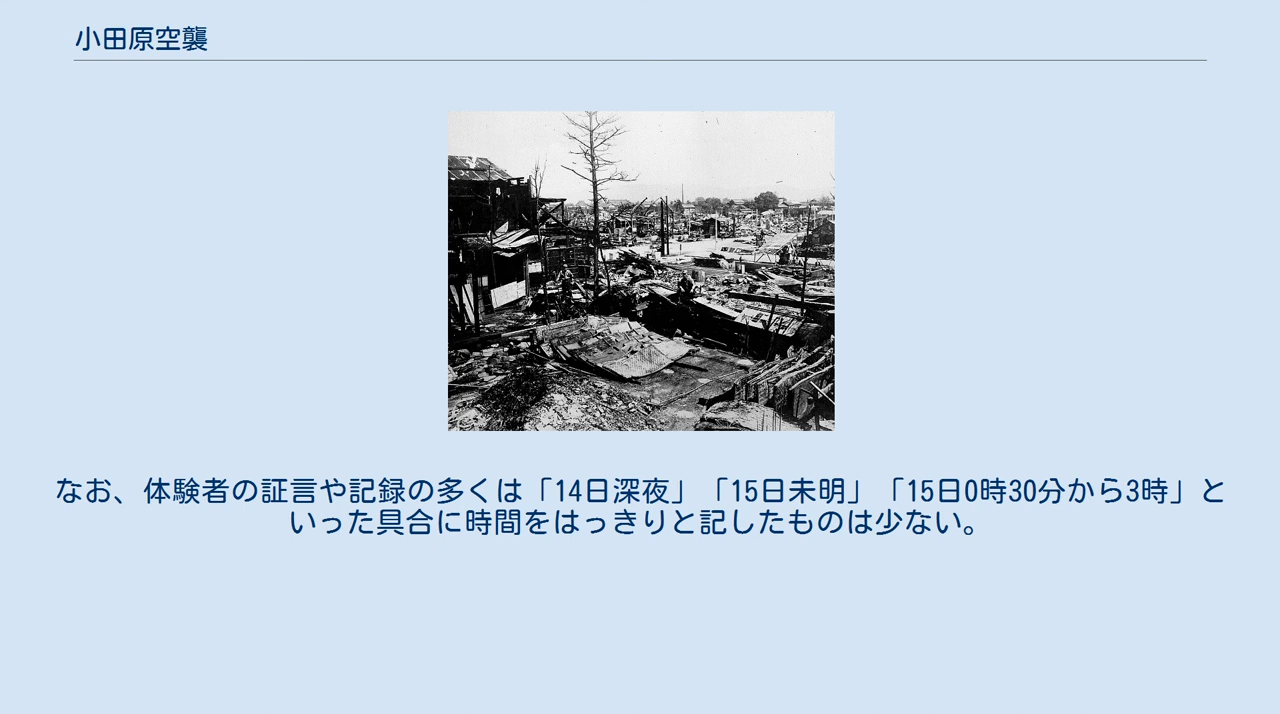 小田原空襲
なお、体験者の証言や記録の多くは「14日深夜」「15日未明」「15日0時30分から3時」と
いった具合に時間をはっきりと記したものは少ない。